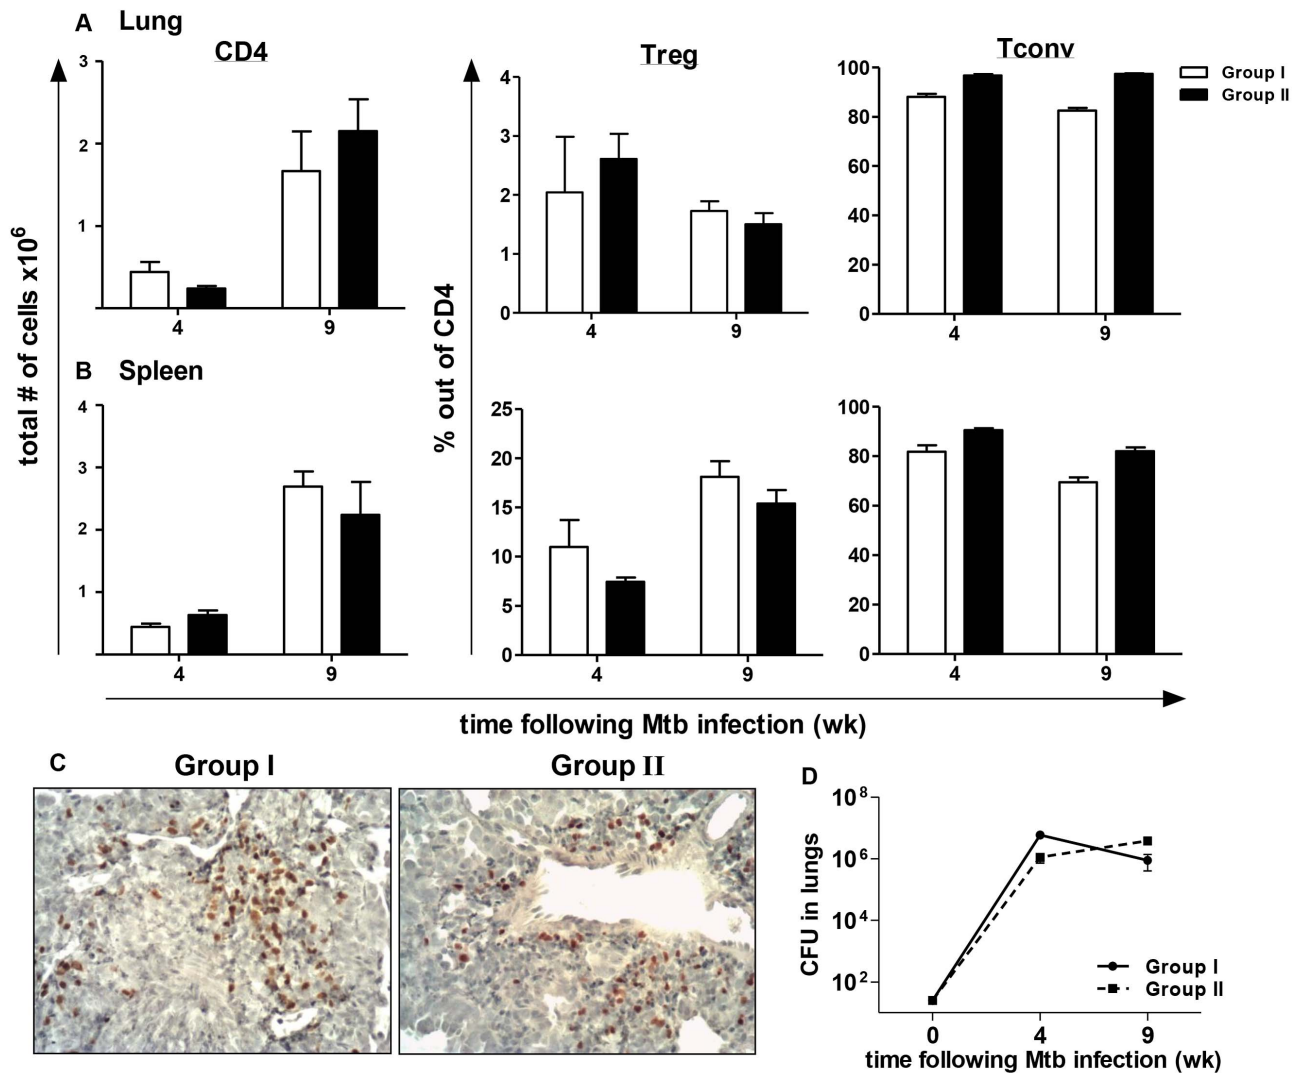 A Lung
CD4
Treg
Tconv
Group I
Group II
total # of cells x10⁶
3
2
1
4 9
% out of CD4
4
3
2
1
0
4 9
100
80
60
40
20
0
4 9
B Spleen
4
3
2
1
4 9
25
20
15
10
5
0
4 9
100
80
60
40
20
0
4 9
time following Mtb infection (wk)
C Group I Group II
D
CFU in lungs
10⁸
10⁶
10⁴
10²
Group I
Group II
0 4 9
time following Mtb infection (wk)